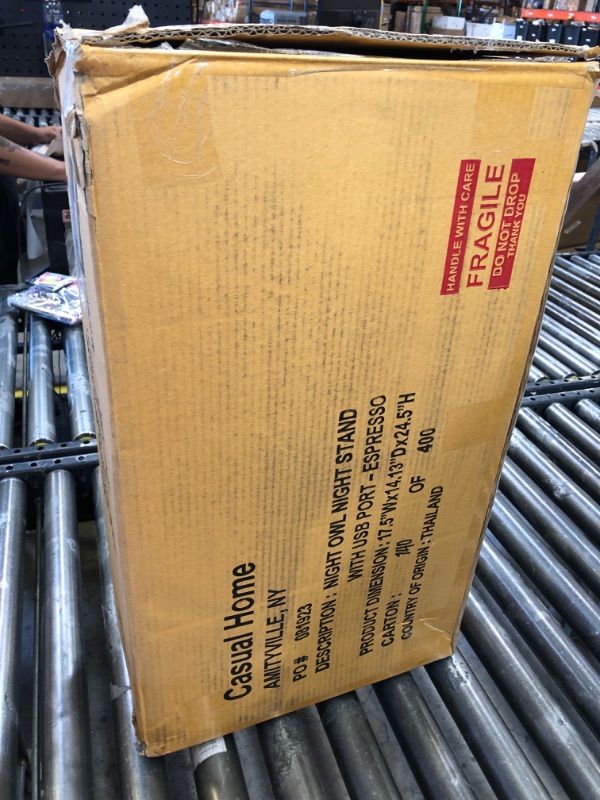 HANDLE WITH CARE
FRAGILE
DO NOT DROP
THANK YOU
Casual Home
AMITYVILLE, NY
PO # 081923
DESCRIPTION : NIGHT OWL NIGHT STAND
WITH USB PORT - ESPRESSO
PRODUCT DIMENSION : 17.5"Wx14.13"Dx24.5"H
CARTON : 140 OF 400
COUNTRY OF ORIGIN : THAILAND